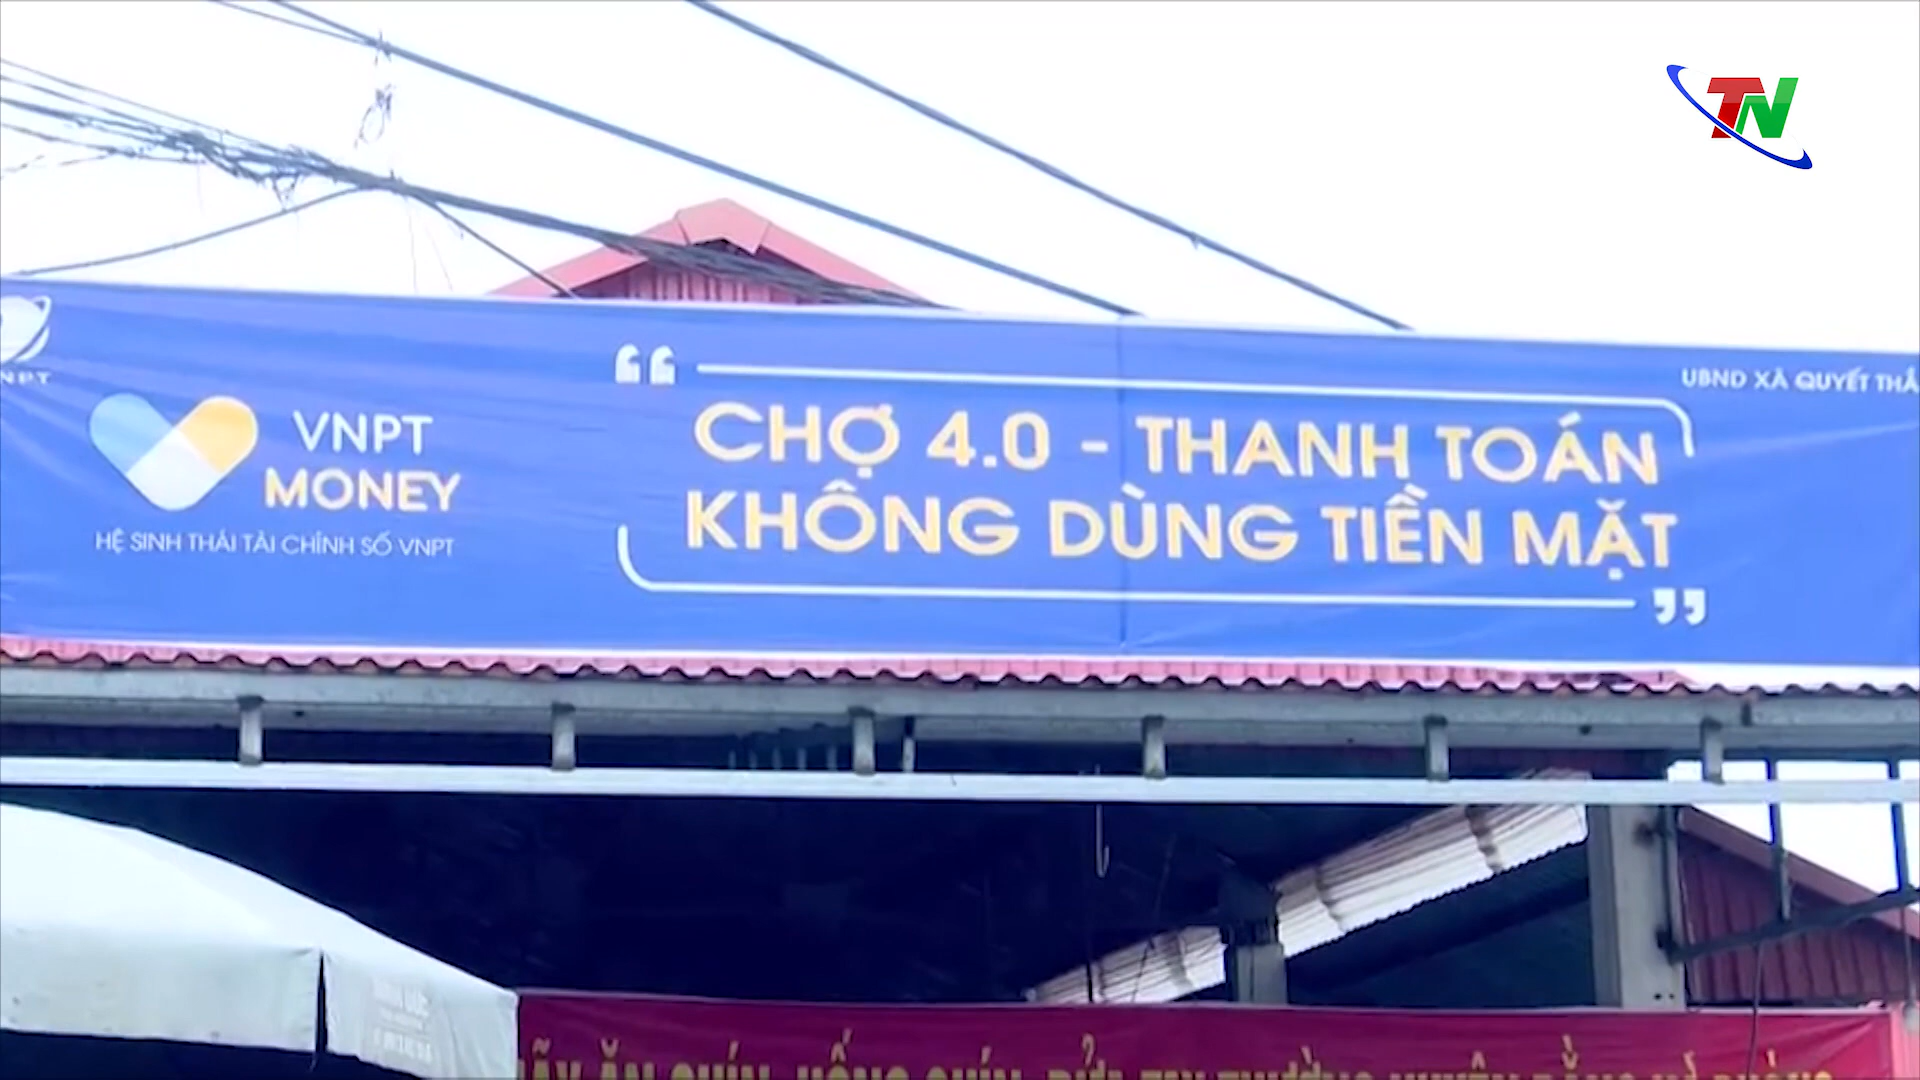 TN
UBND XÃ QUYẾT THẮ
VNPT
MONEY
HỆ SINH THÁI TÀI CHÍNH SỐ VNPT
CHỢ 4.0 - THANH TOÁN
KHÔNG DÙNG TIỀN MẶT